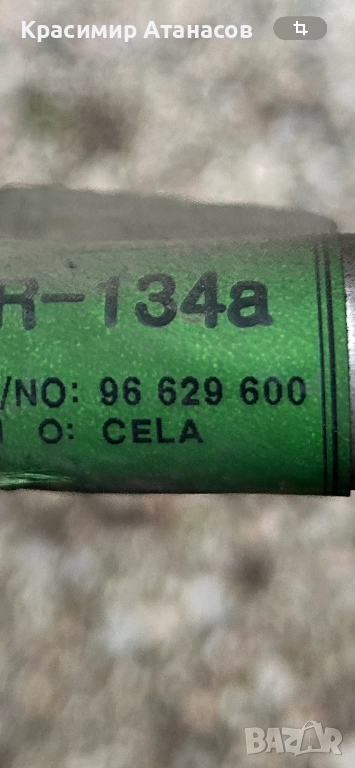 Красимир Атанасов
R-134a
/NO: 96 629 600
O: CELA
BAZAR